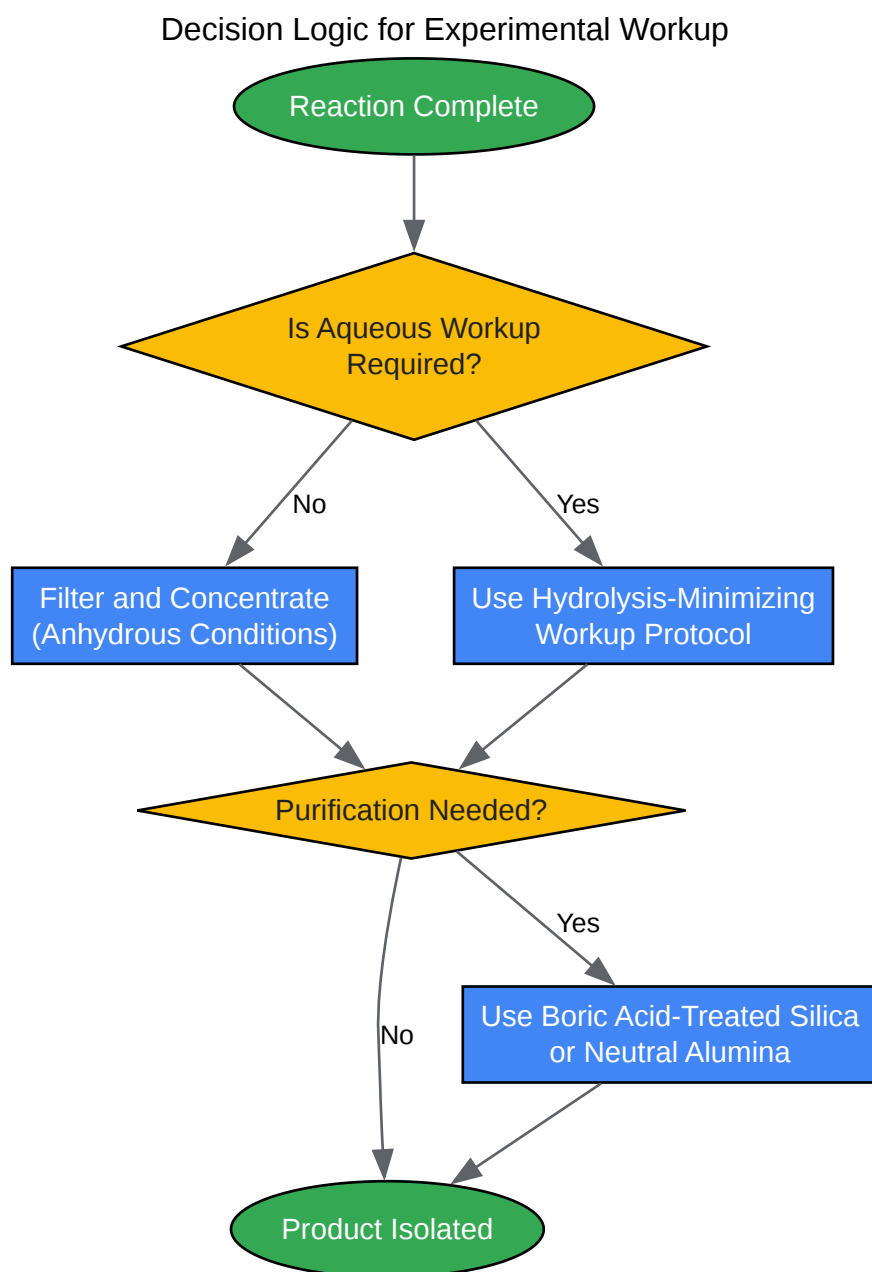 Decision Logic for Experimental Workup
Reaction Complete
Is Aqueous Workup
Required?
No
Yes
Filter and Concentrate
(Anhydrous Conditions)
Use Hydrolysis-Minimizing
Workup Protocol
Purification Needed?
Yes
No
Use Boric Acid-Treated Silica
or Neutral Alumina
Product Isolated